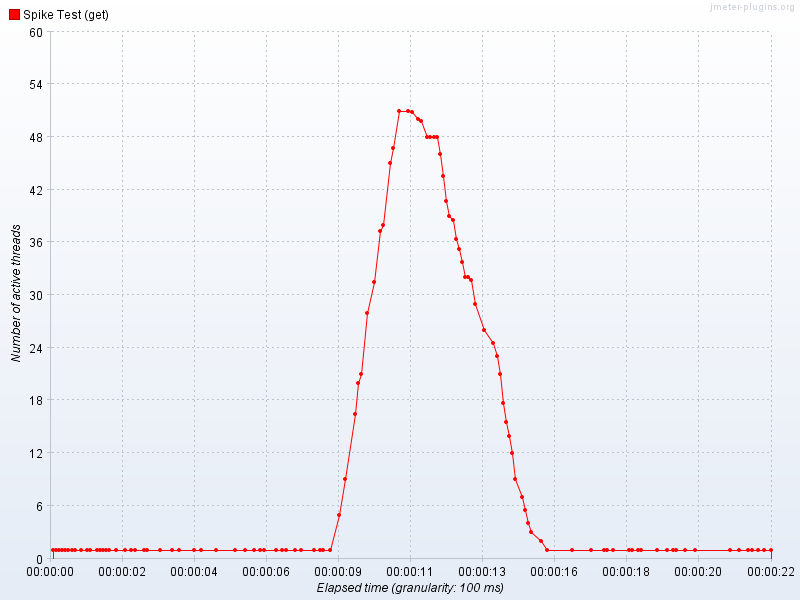 jmeter-plugins.org
Spike Test (get)
60
54
48
42
36
30
24
18
12
6
0
Number of active threads
00:00:00 00:00:02 00:00:04 00:00:06 00:00:09 00:00:11 00:00:13 00:00:16 00:00:18 00:00:20 00:00:22
Elapsed time (granularity: 100 ms)